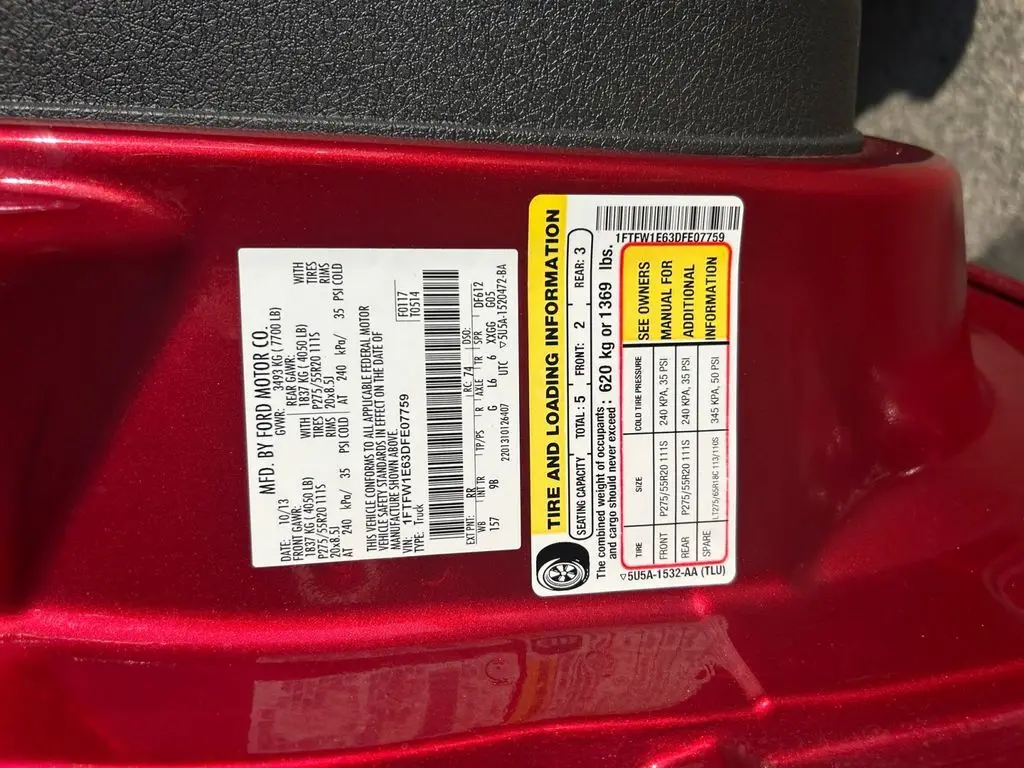 MFD. BY FORD MOTOR CO.
DATE: 10/13 GVWR: 3493 KG (7700 LB)
FRONT GAWR: REAR GAWR:
1837 KG (4050 LB) WITH 1837 KG (4050 LB) WITH
P275/55R20 111S TIRES P275/55R20 111S TIRES
20x8.5J RIMS 20x8.5J RIMS
AT 240 kPa/ 35 PSI COLD AT 240 kPa/ 35 PSI COLD
THIS VEHICLE CONFORMS TO ALL APPLICABLE FEDERAL MOTOR
VEHICLE SAFETY STANDARDS IN EFFECT ON THE DATE OF
MANUFACTURE SHOWN ABOVE.
VIN: 1FTFW1E63DFE07759
TYPE: Truck
F0117
T0514
EXT PNT: RR RC: 74 DSO:
WB INT TR TP/PS R AXLE TR SPR DF612
157 9B G L6 6 XXGG G05
2201310126407 UTC ▽5U5A-1520472-BA
TIRE AND LOADING INFORMATION
SEATING CAPACITY TOTAL: 5 FRONT: 2 REAR: 3
The combined weight of occupants
and cargo should never exceed: 620 kg or 1369 lbs.
1FTFW1E63DFE07759
TIRE SIZE COLD TIRE PRESSURE
FRONT P275/55R20 111S 240 KPA, 35 PSI
REAR P275/55R20 111S 240 KPA, 35 PSI
SPARE LT275/65R18C 113/110S 345 KPA, 50 PSI
SEE OWNERS
MANUAL FOR
ADDITIONAL
INFORMATION
▽5U5A-1532-AA (TLU)